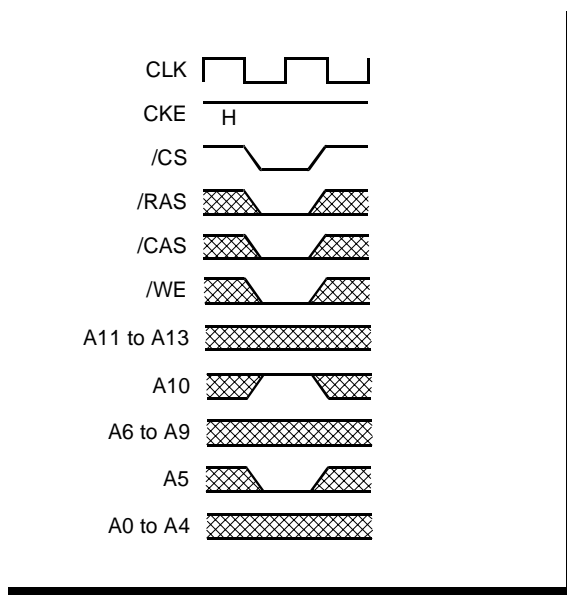 CLK
CKE
H
/CS
/RAS
/CAS
/WE
A11 to A13
A10
A6 to A9
A5
A0 to A4